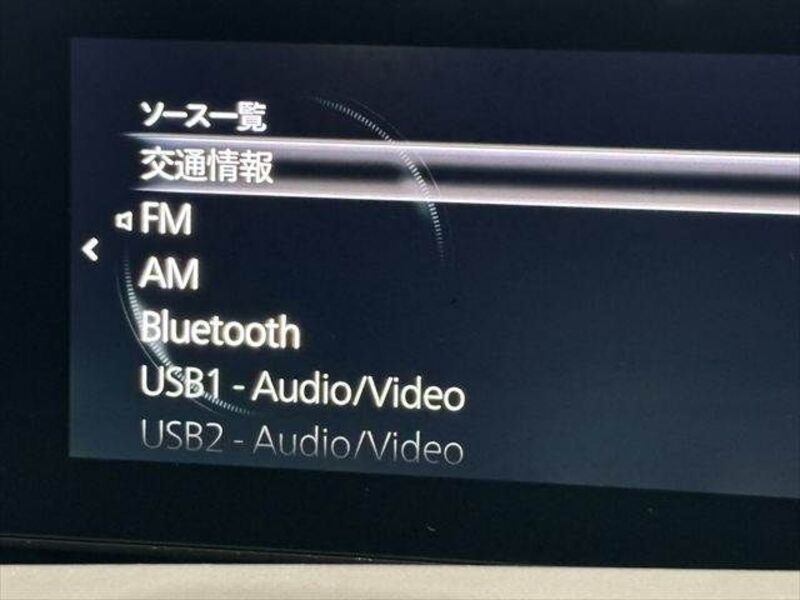 ソース一覧
交通情報
FM
AM
Bluetooth
USB1 - Audio/Video
USB2 - Audio/Video